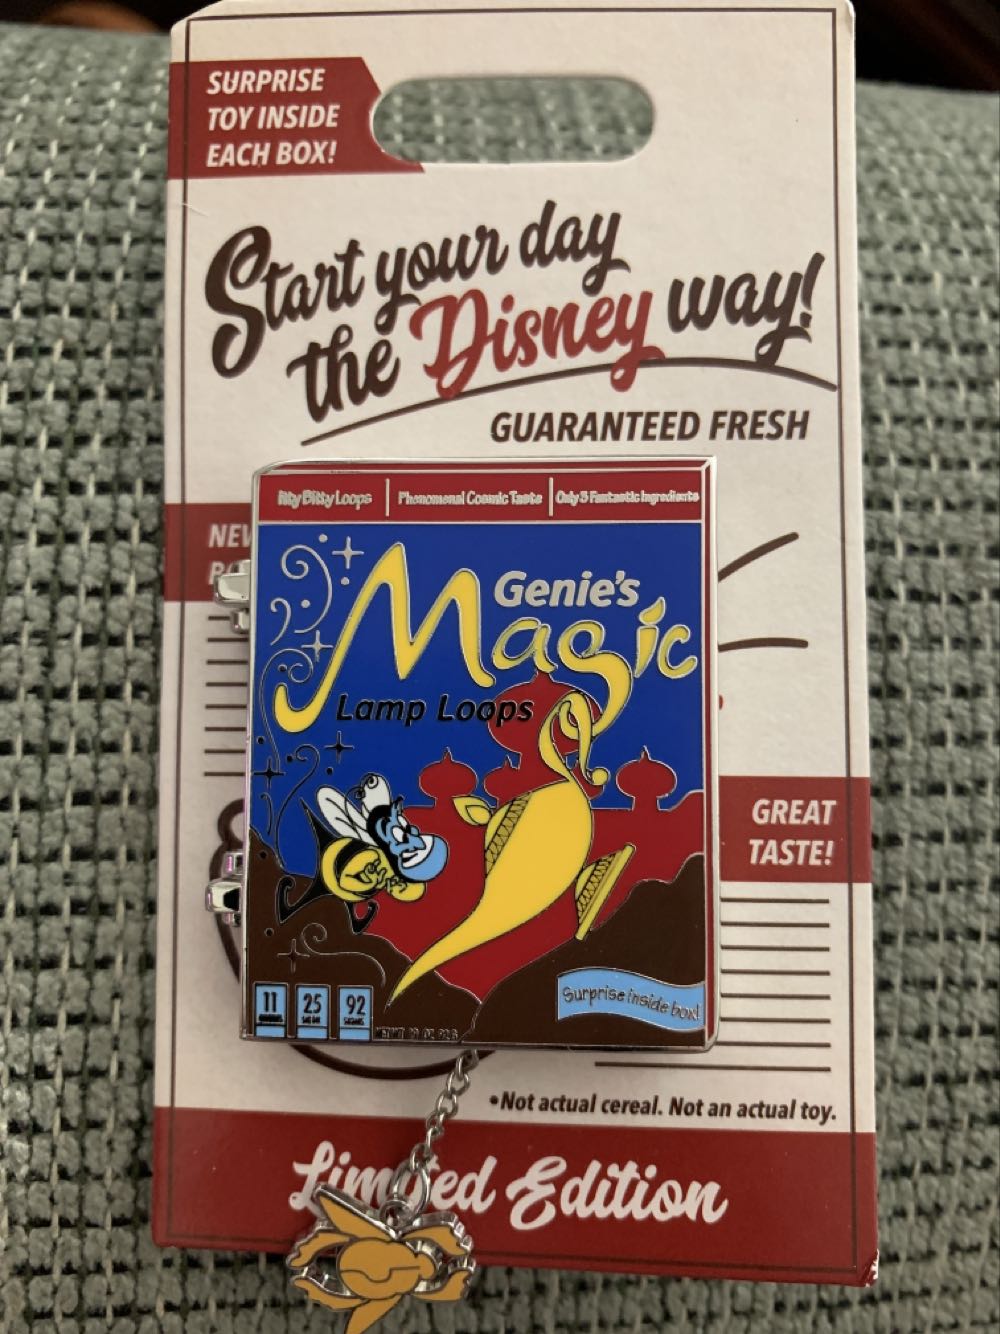 SURPRISE
TOY INSIDE
EACH BOX!
Start your day
the Disney way!
GUARANTEED FRESH
Itty Bitty Loops Phenomenal Cosmic Taste Only 3 Fantastic Ingredients
Genie's
Magic
Lamp Loops
GREAT
TASTE!
Surprise inside box!
11 25 92
•Not actual cereal. Not an actual toy.
Limited Edition